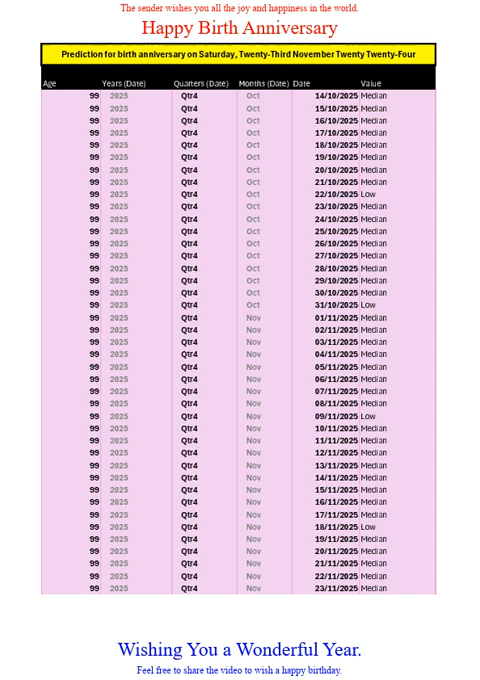 The sender wishes you all the joy and happiness in the world.
Happy Birth Anniversary
Prediction for birth anniversary on Saturday, Twenty-Third November Twenty Twenty-Four
Age Years (Date) Quarters (Date) Months (Date) Date Value
99 2025 Qtr4 Oct 14/10/2025 Median
99 2025 Qtr4 Oct 15/10/2025 Median
99 2025 Qtr4 Oct 16/10/2025 Median
99 2025 Qtr4 Oct 17/10/2025 Median
99 2025 Qtr4 Oct 18/10/2025 Median
99 2025 Qtr4 Oct 19/10/2025 Median
99 2025 Qtr4 Oct 20/10/2025 Median
99 2025 Qtr4 Oct 21/10/2025 Median
99 2025 Qtr4 Oct 22/10/2025 Low
99 2025 Qtr4 Oct 23/10/2025 Median
99 2025 Qtr4 Oct 24/10/2025 Median
99 2025 Qtr4 Oct 25/10/2025 Median
99 2025 Qtr4 Oct 26/10/2025 Median
99 2025 Qtr4 Oct 27/10/2025 Median
99 2025 Qtr4 Oct 28/10/2025 Median
99 2025 Qtr4 Oct 29/10/2025 Median
99 2025 Qtr4 Oct 30/10/2025 Median
99 2025 Qtr4 Oct 31/10/2025 Low
99 2025 Qtr4 Nov 01/11/2025 Median
99 2025 Qtr4 Nov 02/11/2025 Median
99 2025 Qtr4 Nov 03/11/2025 Median
99 2025 Qtr4 Nov 04/11/2025 Median
99 2025 Qtr4 Nov 05/11/2025 Median
99 2025 Qtr4 Nov 06/11/2025 Median
99 2025 Qtr4 Nov 07/11/2025 Median
99 2025 Qtr4 Nov 08/11/2025 Median
99 2025 Qtr4 Nov 09/11/2025 Low
99 2025 Qtr4 Nov 10/11/2025 Median
99 2025 Qtr4 Nov 11/11/2025 Median
99 2025 Qtr4 Nov 12/11/2025 Median
99 2025 Qtr4 Nov 13/11/2025 Median
99 2025 Qtr4 Nov 14/11/2025 Median
99 2025 Qtr4 Nov 15/11/2025 Median
99 2025 Qtr4 Nov 16/11/2025 Median
99 2025 Qtr4 Nov 17/11/2025 Median
99 2025 Qtr4 Nov 18/11/2025 Low
99 2025 Qtr4 Nov 19/11/2025 Median
99 2025 Qtr4 Nov 20/11/2025 Median
99 2025 Qtr4 Nov 21/11/2025 Median
99 2025 Qtr4 Nov 22/11/2025 Median
99 2025 Qtr4 Nov 23/11/2025 Median
Wishing You a Wonderful Year.
Feel free to share the video to wish a happy birthday.